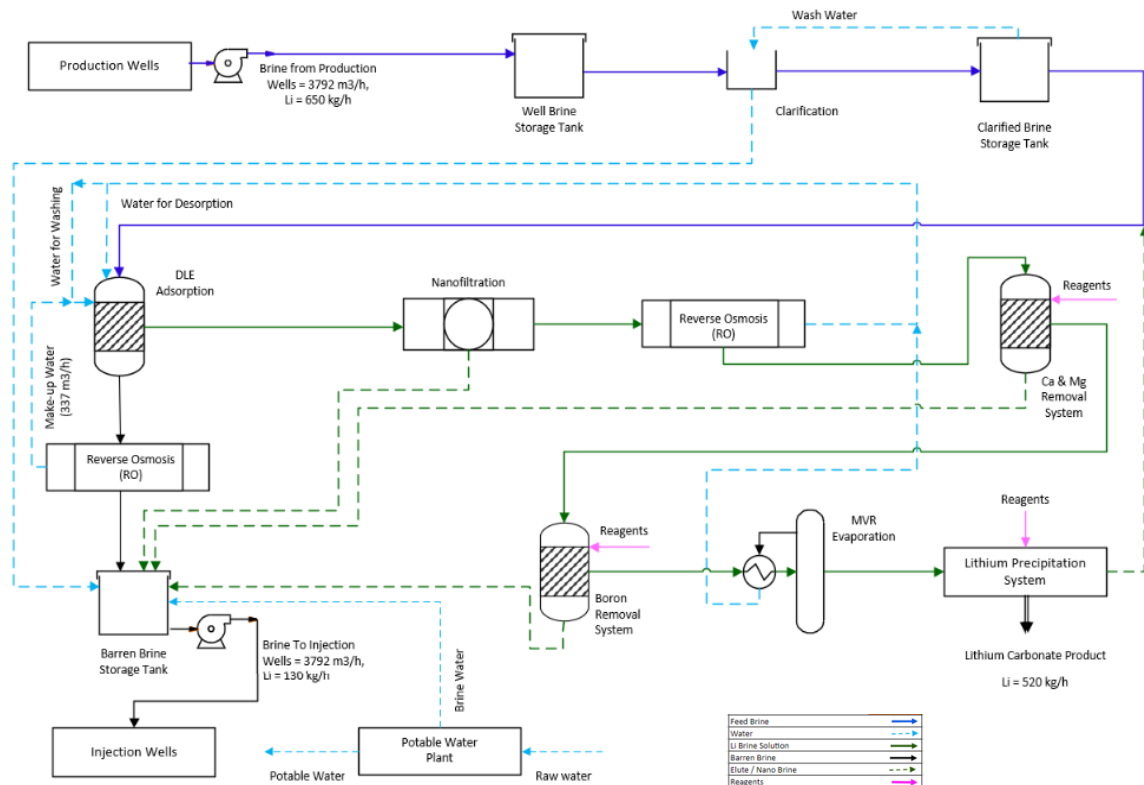 Wash Water
Production Wells
Brine from Production
Wells = 3792 m3/h,
Li = 650 kg/h
Well Brine
Storage Tank
Clarification
Clarified Brine
Storage Tank
Water for Washing
Water for Desorption
DLE
Adsorption
Nanofiltration
Reverse Osmosis
(RO)
Reagents
Ca & Mg
Removal
System
Make-up Water
(337 m3/h)
Reverse Osmosis
(RO)
Reagents
MVR
Evaporation
Reagents
Lithium Precipitation
System
Boron
Removal
System
Barren Brine
Storage Tank
Brine To Injection
Wells = 3792 m3/h,
Li = 130 kg/h
Lithium Carbonate Product
Li = 520 kg/h
Brine Water
Injection Wells
Potable Water
Plant
Potable Water
Raw water
Feed Brine
Water
Li Brine Solution
Barren Brine
Elute / Nano Brine
Reagents